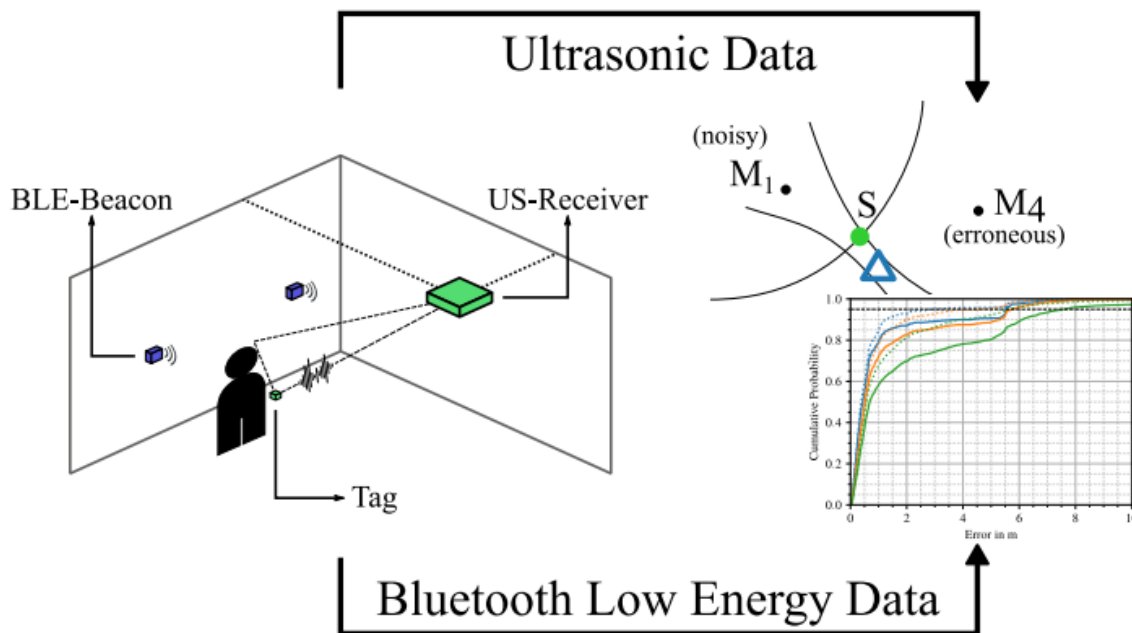 Ultrasonic Data
(noisy)
M1
S
M4
(erroneous)
BLE-Beacon
US-Receiver
Tag
1.0
0.8
0.6
0.4
0.2
0.0
Cumulative Probability
0 2 4 6 8 10
Error in m
Bluetooth Low Energy Data